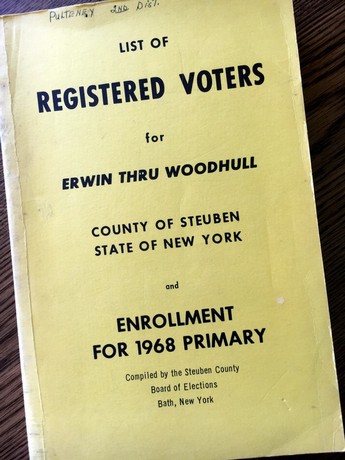 Pulteney 2nd Dist.
LIST OF
REGISTERED VOTERS
for
ERWIN THRU WOODHULL
COUNTY OF STEUBEN
STATE OF NEW YORK
and
ENROLLMENT
FOR 1968 PRIMARY
Compiled by the Steuben County
Board of Elections
Bath, New York